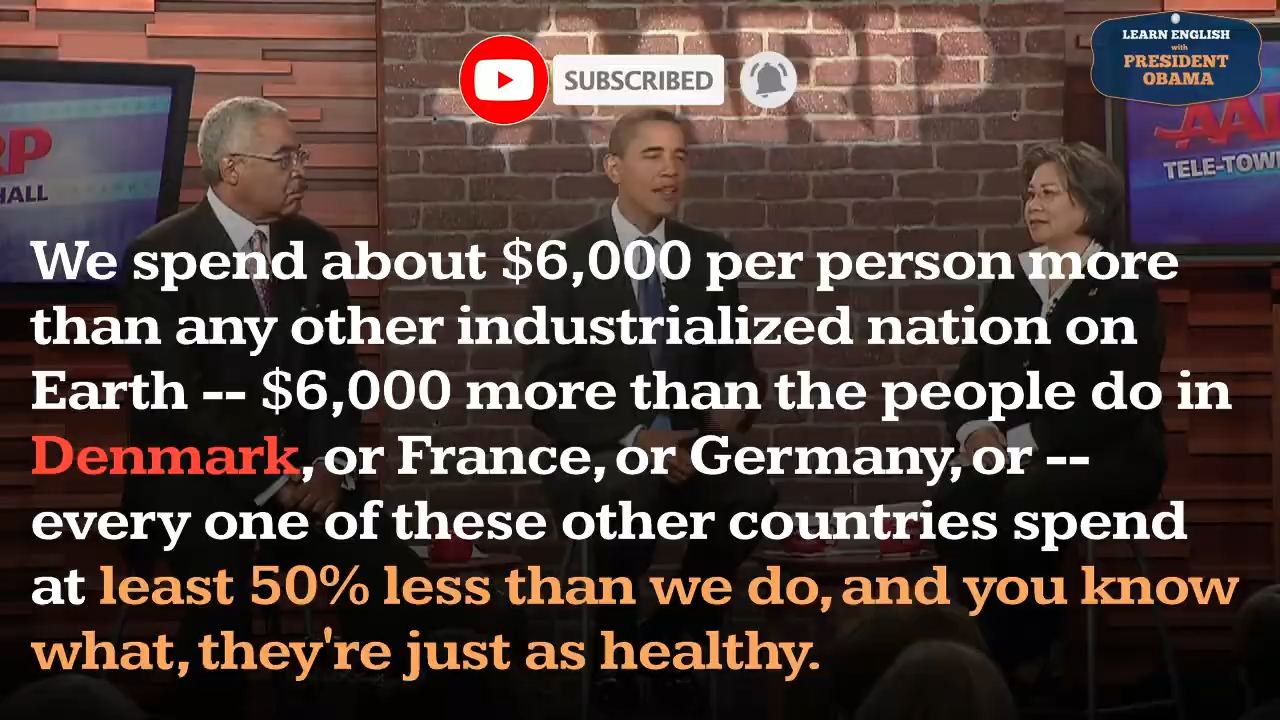 LEARN ENGLISH
with
PRESIDENT
OBAMA
SUBSCRIBED
AARP
RP
HALL
AA
TELE-TOW
We spend about $6,000 per person more
than any other industrialized nation on
Earth -- $6,000 more than the people do in
Denmark, or France, or Germany, or --
every one of these other countries spend
at least 50% less than we do, and you know
what, they're just as healthy.